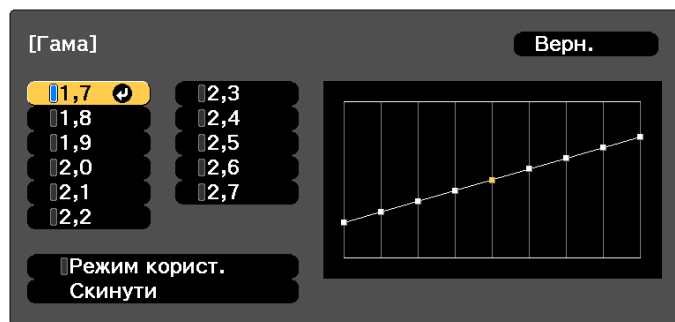 [Гама]
Верн.
1,7
1,8
1,9
2,0
2,1
2,2
2,3
2,4
2,5
2,6
2,7
Режим корист.
Скинути